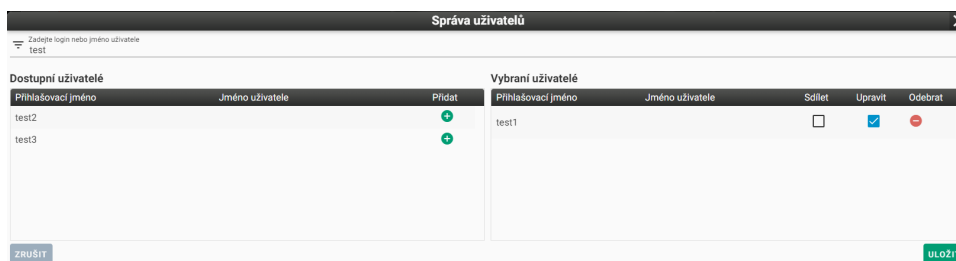 Správa uživatelů
Zadejte login nebo jméno uživatele
test
Dostupní uživatelé
Přihlašovací jméno Jméno uživatele Přidat
test2
test3
Vybraní uživatelé
Přihlašovací jméno Jméno uživatele Sdílet Upravit Odebrat
test1
ZRUŠIT
ULOŽIT